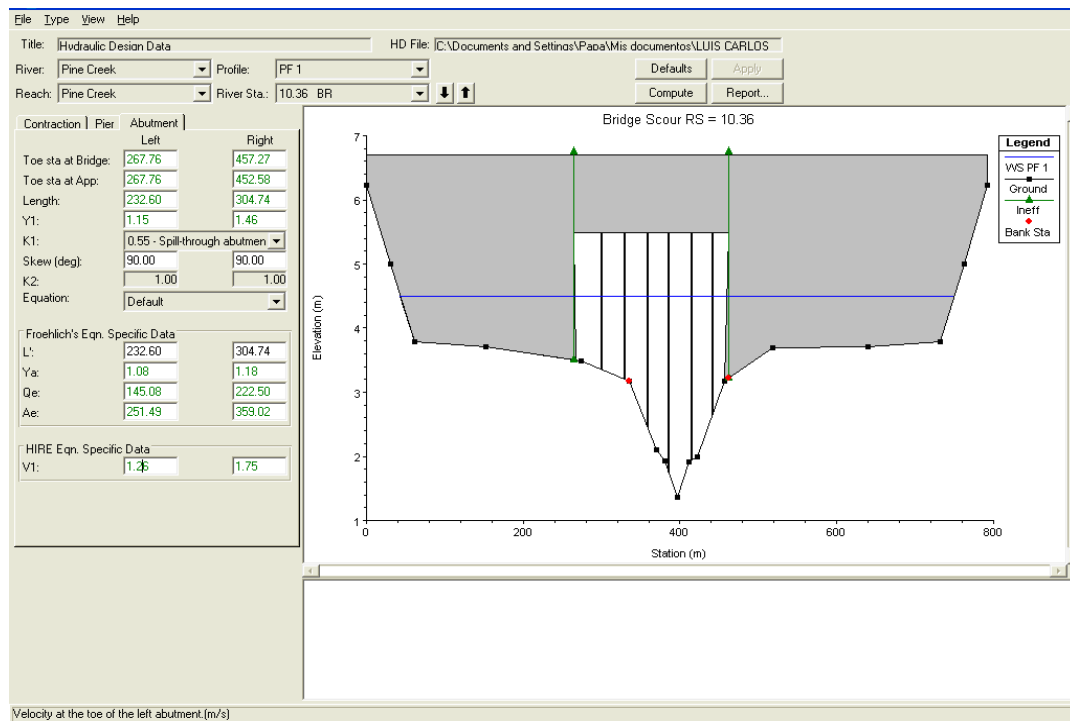 File Type View Help
Title: Hydraulic Design Data HD File: C:\Documents and Settings\Papa\Mis documentos\LUIS CARLOS
River: Pine Creek Profile: PF 1 Defaults Apply
Reach: Pine Creek River Sta.: 10.36 BR Compute Report...
Contraction Pier Abutment
Left Right
Toe sta at Bridge: 267.76 457.27
Toe sta at App: 267.76 452.58
Length: 232.60 304.74
Y1: 1.15 1.46
K1: 0.55 - Spill-through abutmen
Skew (deg): 90.00 90.00
K2: 1.00 1.00
Equation: Default
Froehlich's Eqn. Specific Data
L': 232.60 304.74
Ya: 1.08 1.18
Qe: 145.08 222.50
Ae: 251.49 359.02
HIRE Eqn. Specific Data
V1: 1.26 1.75
Bridge Scour RS = 10.36
7
6
5
4
3
2
1
Elevation (m)
0 200 400 600 800
Station (m)
Legend
WS PF 1
Ground
Ineff
Bank Sta
Velocity at the toe of the left abutment.(m/s)